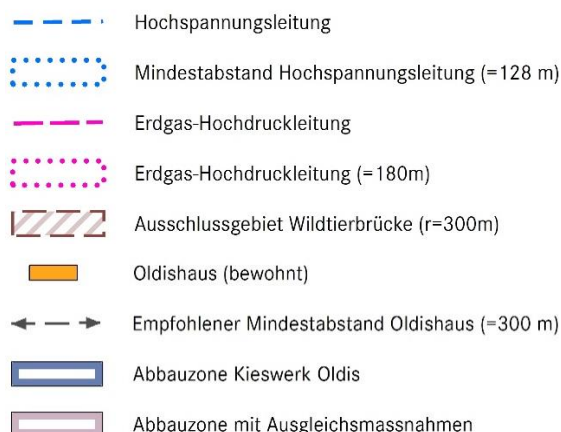 Hochspannungsleitung
Mindestabstand Hochspannungsleitung (=128 m)
Erdgas-Hochdruckleitung
Erdgas-Hochdruckleitung (=180m)
Ausschlussgebiet Wildtierbrücke (r=300m)
Oldishaus (bewohnt)
Empfohlener Mindestabstand Oldishaus (=300 m)
Abbauzone Kieswerk Oldis
Abbauzone mit Ausgleichsmassnahmen